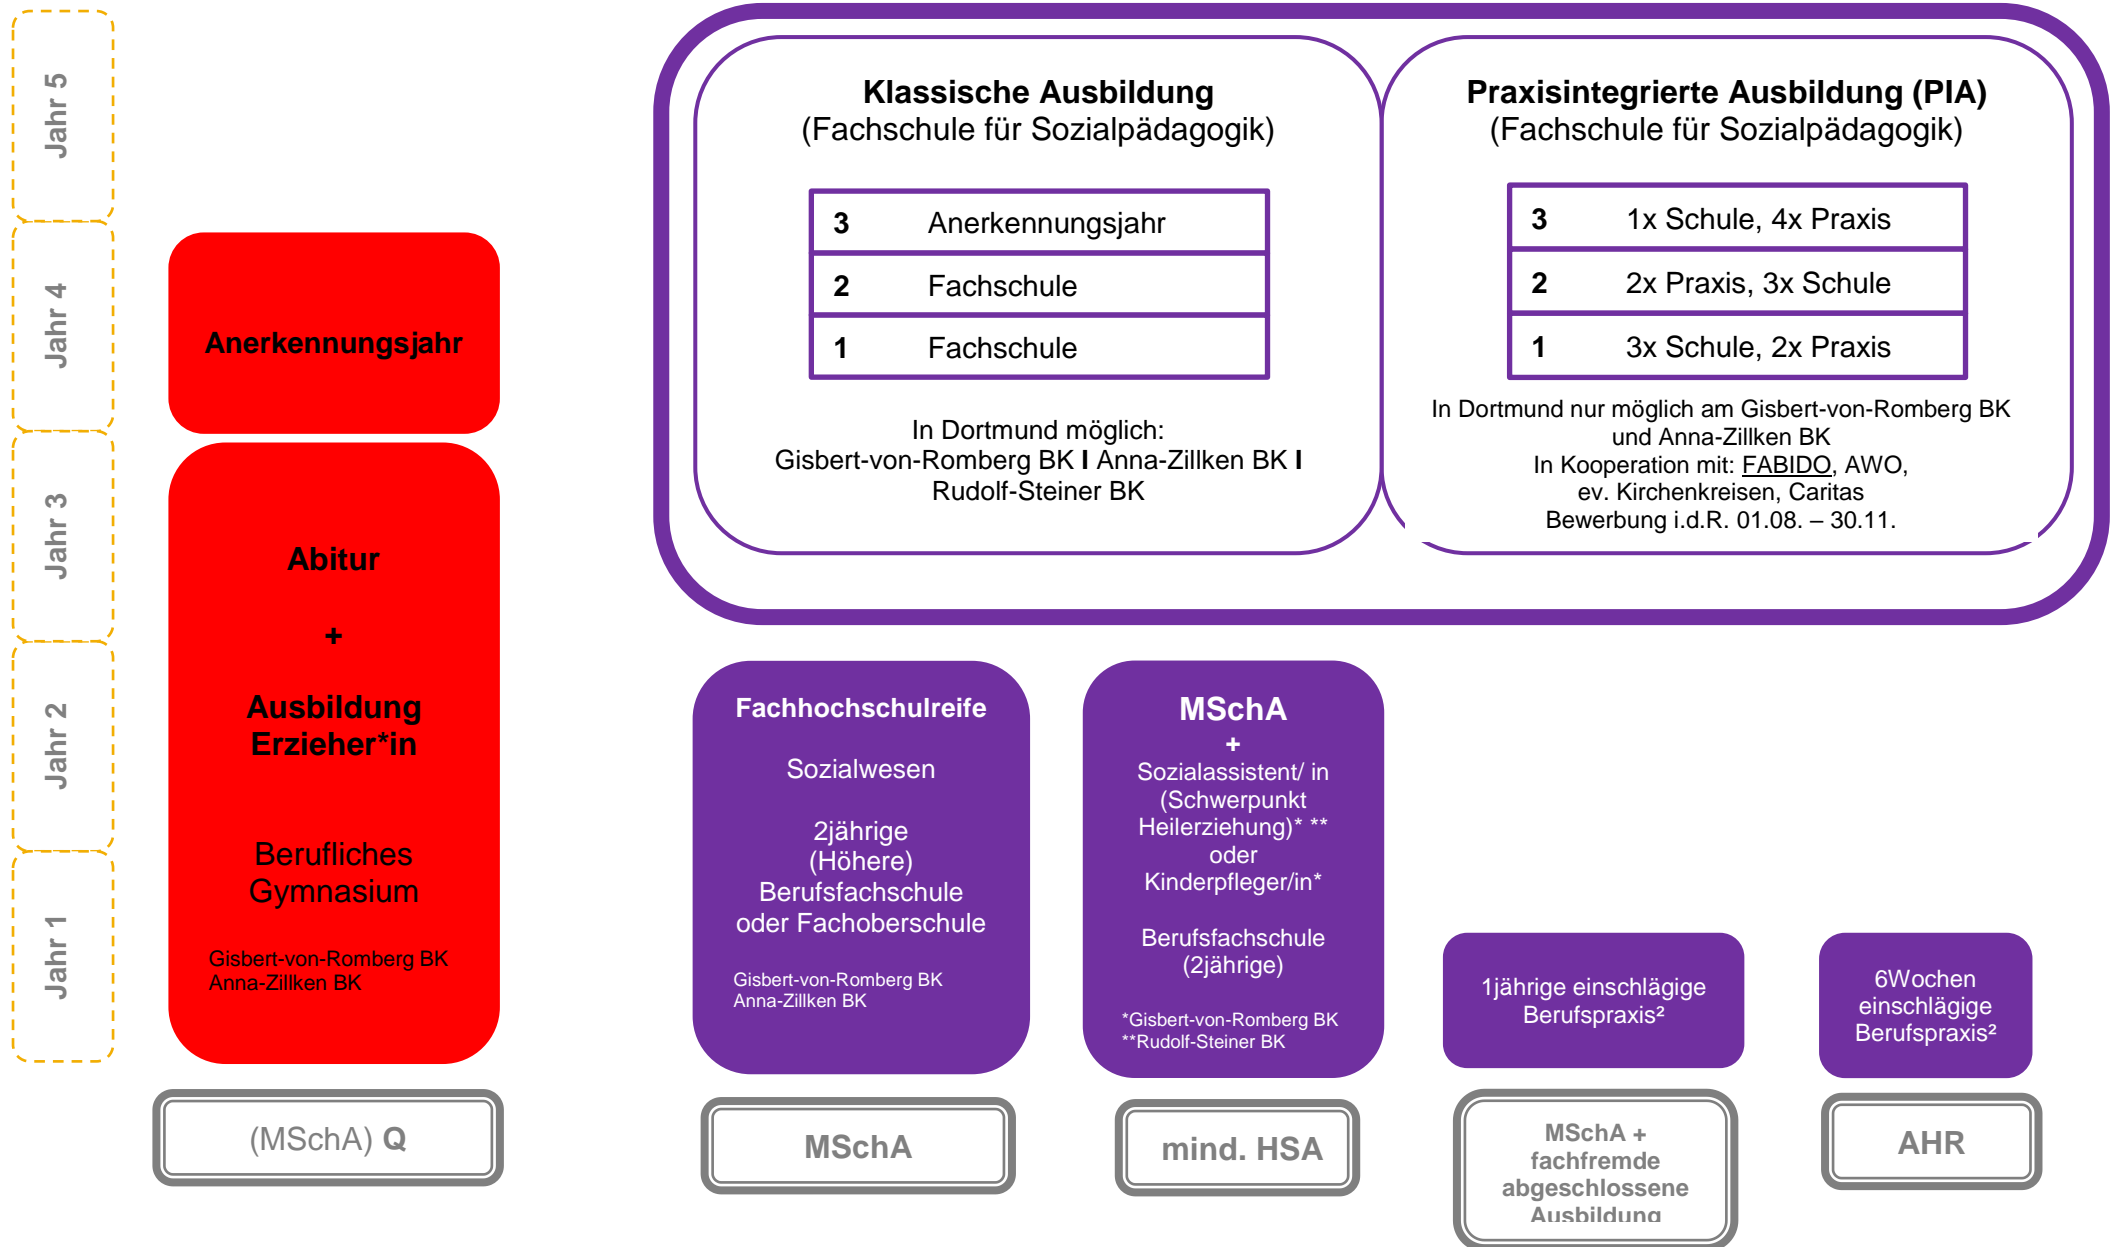 Jahr 5
Jahr 4
Jahr 3
Jahr 2
Jahr 1
Anerkennungsjahr
Abitur
+
Ausbildung
Erzieher*in
Berufliches
Gymnasium
Gisbert-von-Romberg BK
Anna-Zillken BK
(MSchA) Q
Klassische Ausbildung
(Fachschule für Sozialpädagogik)
3 Anerkennungsjahr
2 Fachschule
1 Fachschule
In Dortmund möglich:
Gisbert-von-Romberg BK I Anna-Zillken BK I
Rudolf-Steiner BK
Praxisintegrierte Ausbildung (PIA)
(Fachschule für Sozialpädagogik)
3 1x Schule, 4x Praxis
2 2x Praxis, 3x Schule
1 3x Schule, 2x Praxis
In Dortmund nur möglich am Gisbert-von-Romberg BK
und Anna-Zillken BK
In Kooperation mit: FABIDO, AWO,
ev. Kirchenkreisen, Caritas
Bewerbung i.d.R. 01.08. – 30.11.
Fachhochschulreife
Sozialwesen
2jährige
(Höhere)
Berufsfachschule
oder Fachoberschule
Gisbert-von-Romberg BK
Anna-Zillken BK
MSchA
MSchA
+
Sozialassistent/ in
(Schwerpunkt
Heilerziehung)* **
oder
Kinderpfleger/in*
Berufsfachschule
(2jährige)
*Gisbert-von-Romberg BK
**Rudolf-Steiner BK
mind. HSA
1jährige einschlägige
Berufspraxis²
MSchA +
fachfremde
abgeschlossene
Ausbildung
6Wochen
einschlägige
Berufspraxis²
AHR